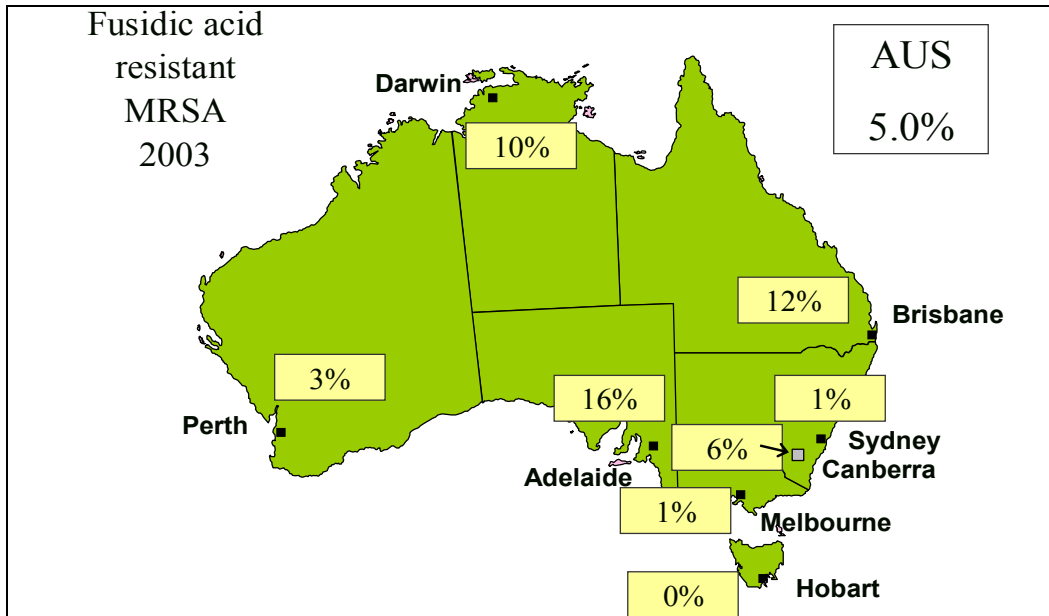 Fusidic acid
resistant
MRSA
2003
AUS
5.0%
Darwin
10%
12%
Brisbane
3%
Perth
16%
Adelaide
1%
Sydney
6%
Canberra
1%
Melbourne
0%
Hobart